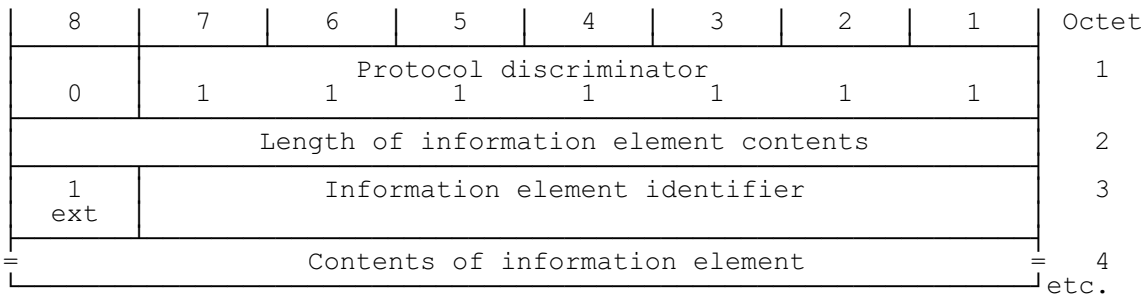 8 7 6 5 4 3 2 1 Octet
Protocol discriminator 1
0 1 1 1 1 1 1 1
Length of information element contents 2
1 Information element identifier 3
ext
= Contents of information element = 4
etc.